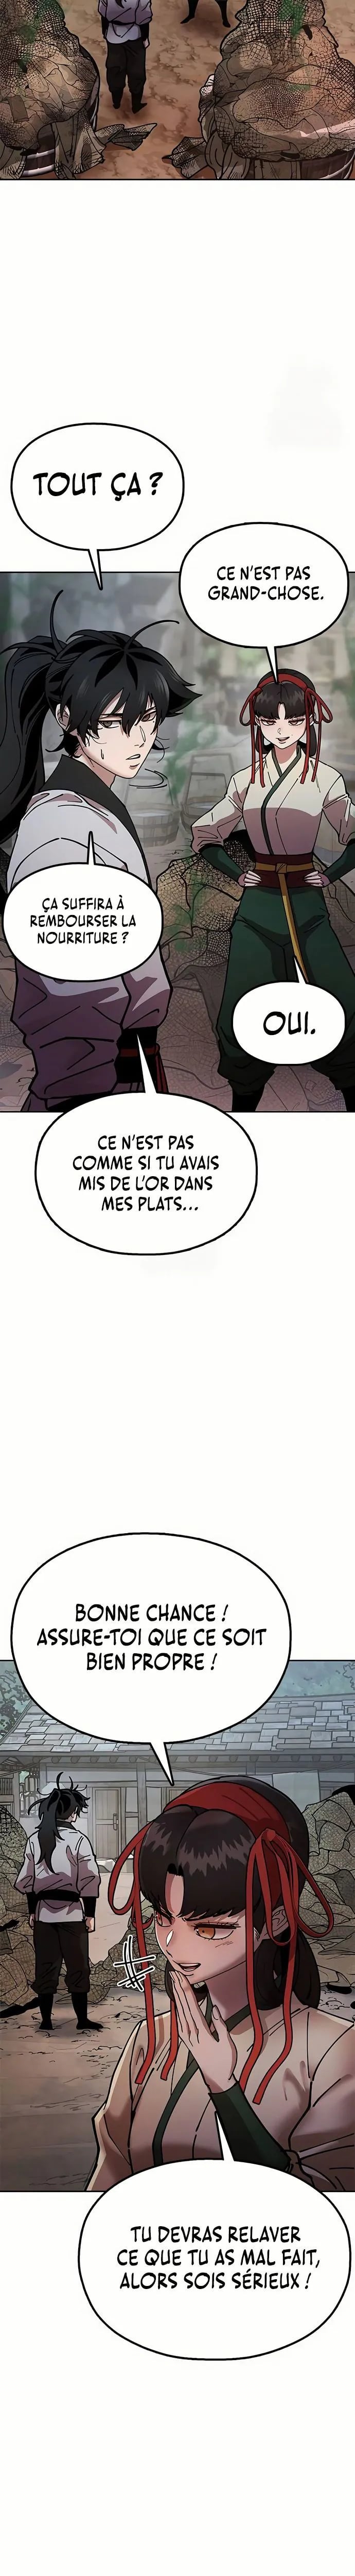 TOUT ÇA ?
CE N'EST PAS
GRAND-CHOSE.
ÇA SUFFIRA À
REMBOURSER LA
NOURRITURE ?
OUI.
CE N'EST PAS
COMME SI TU AVAIS
MIS DE L'OR DANS
MES PLATS...
BONNE CHANCE !
ASSURE-TOI QUE CE SOIT
BIEN PROPRE !
TU DEVRAS RELAVER
CE QUE TU AS MAL FAIT,
ALORS SOIS SÉRIEUX !